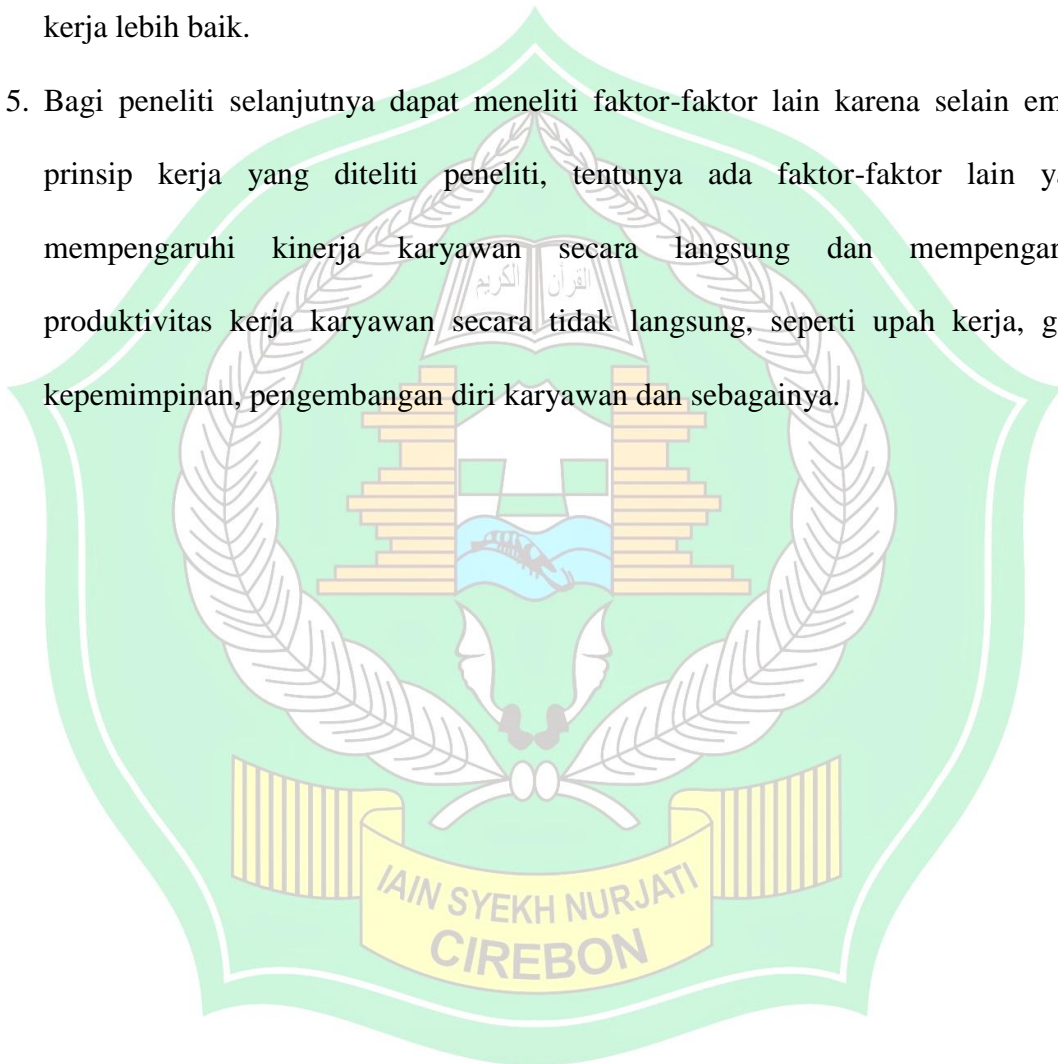 kerja lebih baik.
5. Bagi peneliti selanjutnya dapat meneliti faktor-faktor lain karena selain em
prinsip kerja yang diteliti peneliti, tentunya ada faktor-faktor lain ya
mempengaruhi kinerja karyawan secara langsung dan mempengar
القرآن الكريم
produktivitas kerja karyawan secara tidak langsung, seperti upah kerja, g
kepemimpinan, pengembangan diri karyawan dan sebagainya.
IAIN SYEKH NURJATI
CIREBON